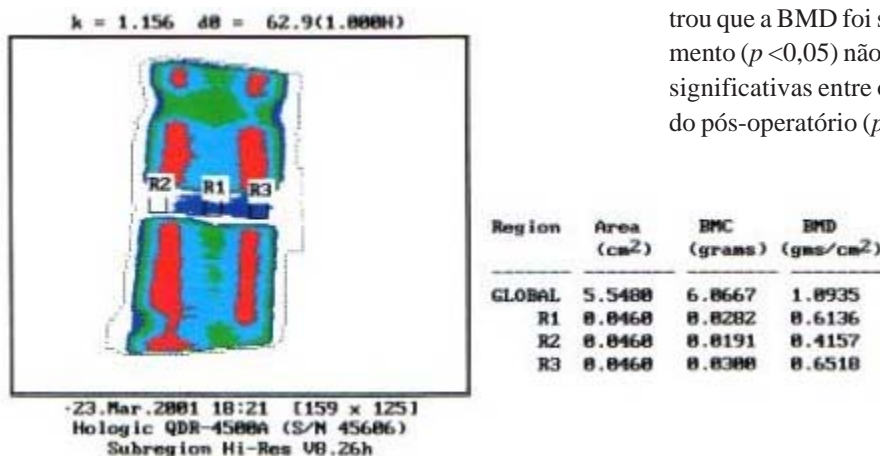 k = 1.156 d0 = 62.9(1.000H)
R2 R1 R3
·23.Mar.2001 18:21 [159 x 125]
Hologic QDR-4500A (S/N 45606)
Subregion Hi-Res V8.26h
trou que a BMD foi
mento (p <0,05) não
significativas entre
do pós-operatório (p
Region Area BMC BMD
(cm2) (grams) (gms/cm2)
GLOBAL 5.5480 6.0667 1.0935
R1 0.0460 0.0282 0.6136
R2 0.0460 0.0191 0.4157
R3 0.0460 0.0300 0.6518